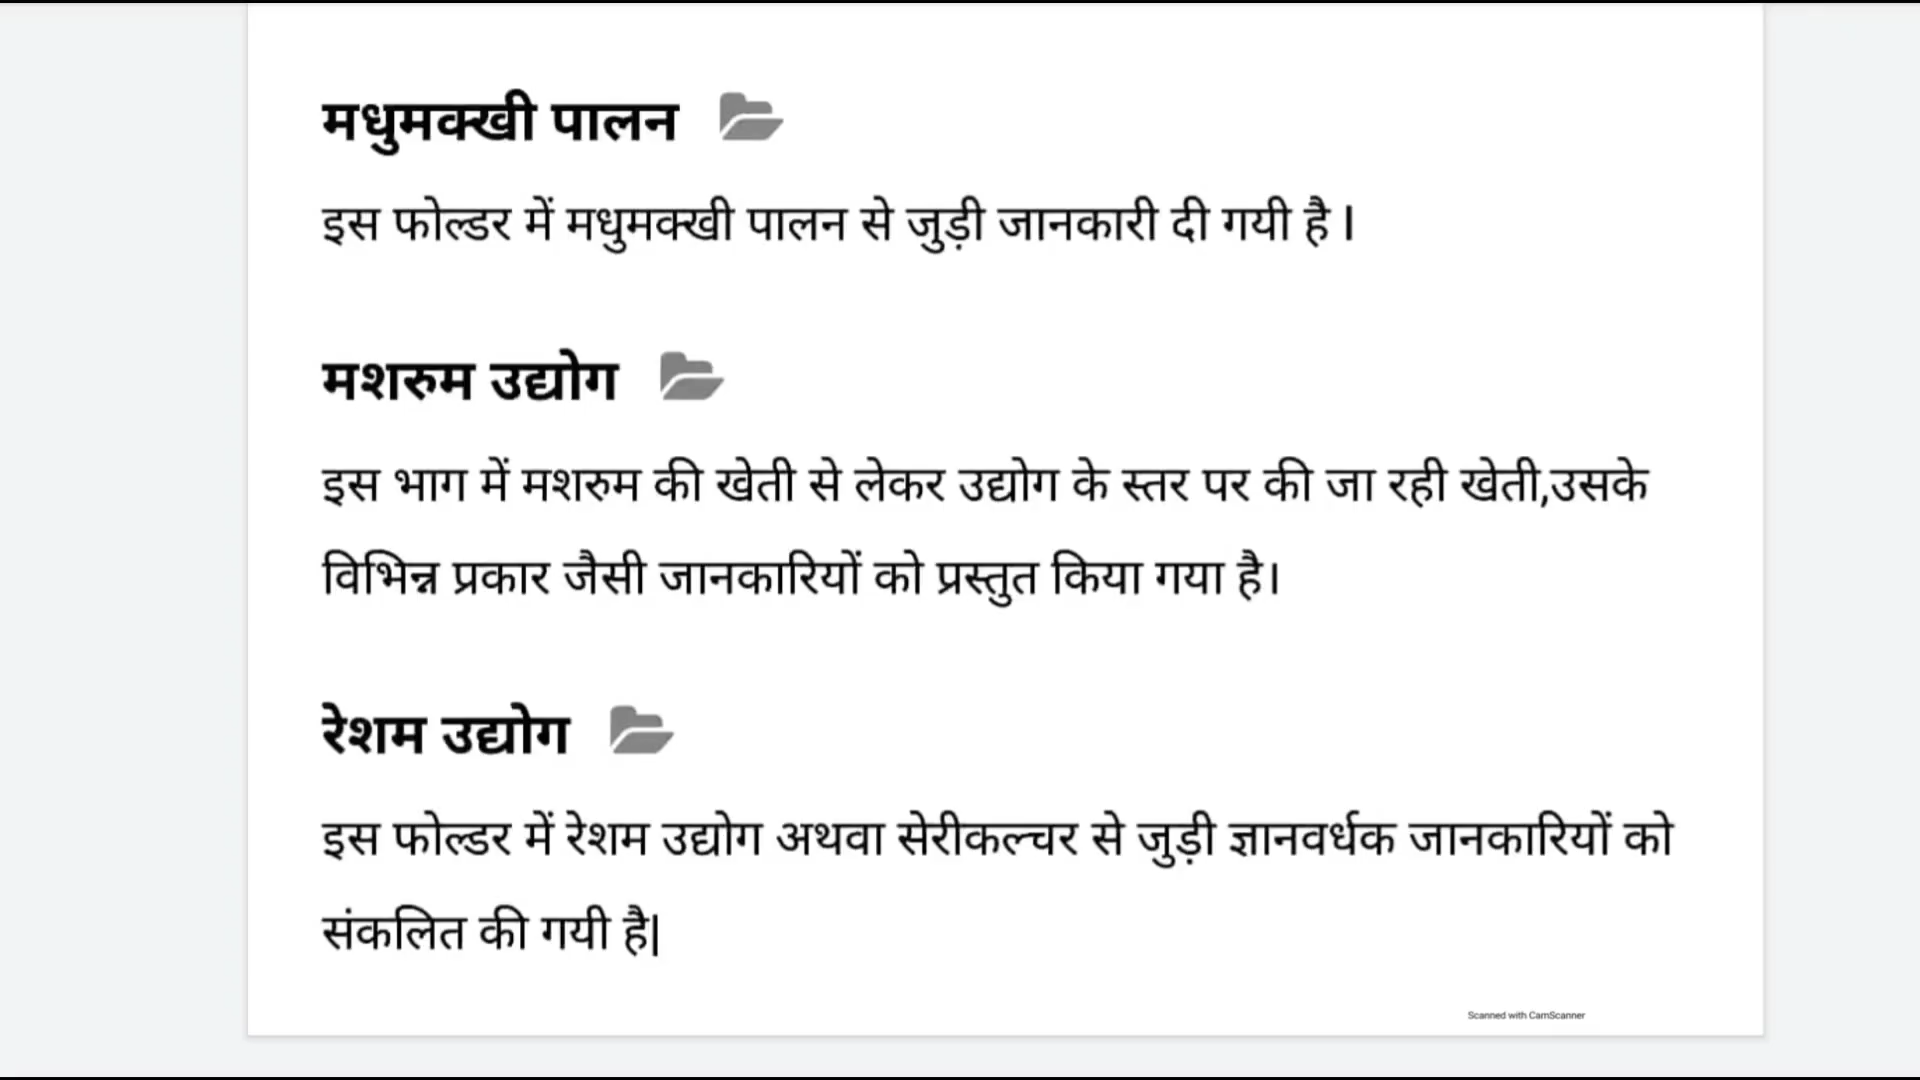 मधुमक्खी पालन
इस फोल्डर में मधुमक्खी पालन से जुड़ी जानकारी दी गयी है l
मशरुम उद्योग
इस भाग में मशरुम की खेती से लेकर उद्योग के स्तर पर की जा रही खेती,उसके
विभिन्न प्रकार जैसी जानकारियों को प्रस्तुत किया गया है।
रेशम उद्योग
इस फोल्डर में रेशम उद्योग अथवा सेरीकल्चर से जुड़ी ज्ञानवर्धक जानकारियों को
संकलित की गयी है|
Scanned with CamScanner